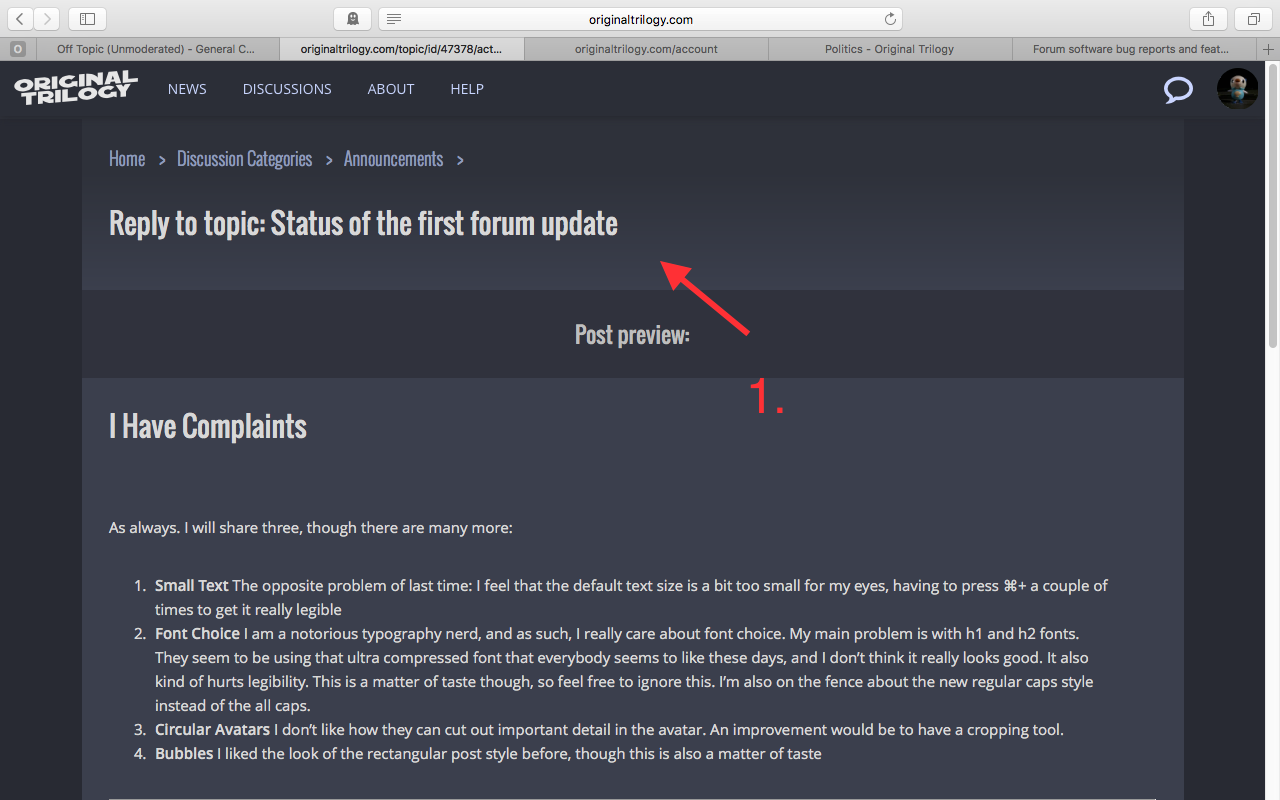 originaltrilogy.com
O
Off Topic (Unmoderated) - General C...
originaltrilogy.com/topic/id/47378/act...
originaltrilogy.com/account
Politics - Original Trilogy
Forum software bug reports and feat...
ORIGINAL
TRILOGY
NEWS
DISCUSSIONS
ABOUT
HELP
Home > Discussion Categories > Announcements >
Reply to topic: Status of the first forum update
Post preview:
1.
I Have Complaints
As always. I will share three, though there are many more:
1. Small Text The opposite problem of last time: I feel that the default text size is a bit too small for my eyes, having to press ⌘+ a couple of
times to get it really legible
2. Font Choice I am a notorious typography nerd, and as such, I really care about font choice. My main problem is with h1 and h2 fonts.
They seem to be using that ultra compressed font that everybody seems to like these days, and I don’t think it really looks good. It also
kind of hurts legibility. This is a matter of taste though, so feel free to ignore this. I’m also on the fence about the new regular caps style
instead of the all caps.
3. Circular Avatars I don’t like how they can cut out important detail in the avatar. An improvement would be to have a cropping tool.
4. Bubbles I liked the look of the rectangular post style before, though this is also a matter of taste